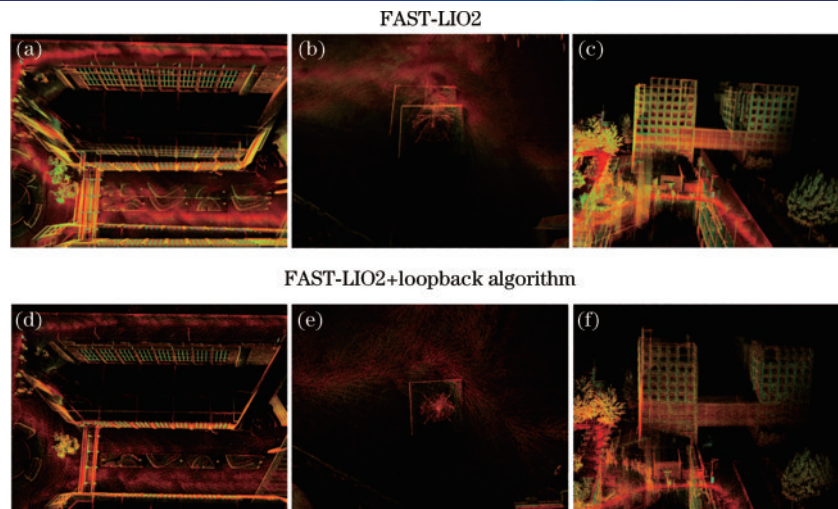 FAST-LIO2
(a)
(b)
(c)
FAST-LIO2+loopback algorithm
(d)
(e)
(f)